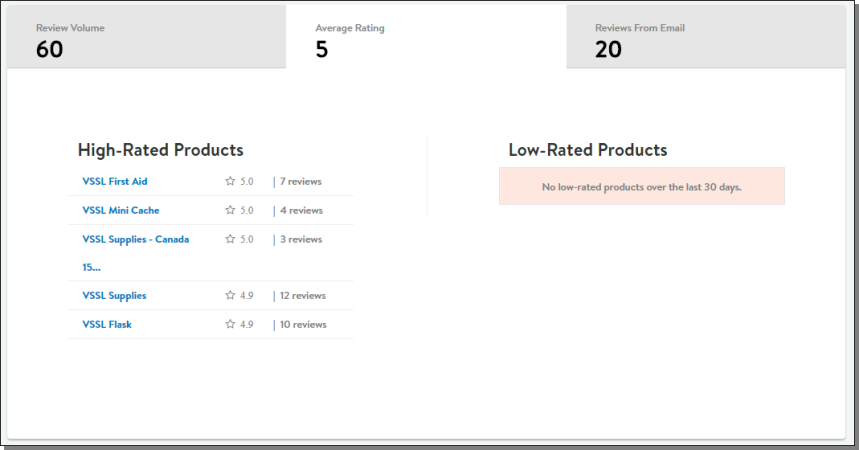 Review Volume
60
Average Rating
5
Reviews From Email
20
High-Rated Products
VSSL First Aid 5.0 | 7 reviews
VSSL Mini Cache 5.0 | 4 reviews
VSSL Supplies - Canada 5.0 | 3 reviews
15...
VSSL Supplies 4.9 | 12 reviews
VSSL Flask 4.9 | 10 reviews
Low-Rated Products
No low-rated products over the last 30 days.